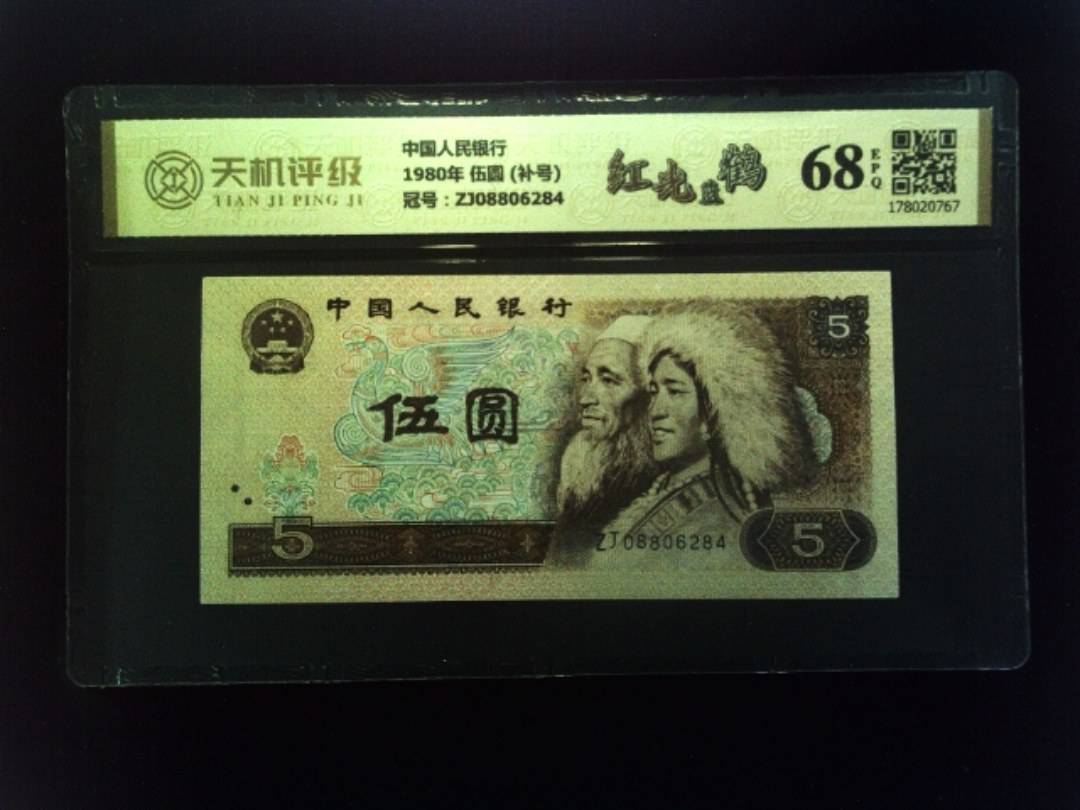 天机评级
TIAN JI PING JI
中国人民银行
1980年 伍圆 (补号)
冠号：ZJ08806284
红光蓝鹤
68
EPQ
178020767
中国人民银行
5
伍圆
5
ZJ08806284
5